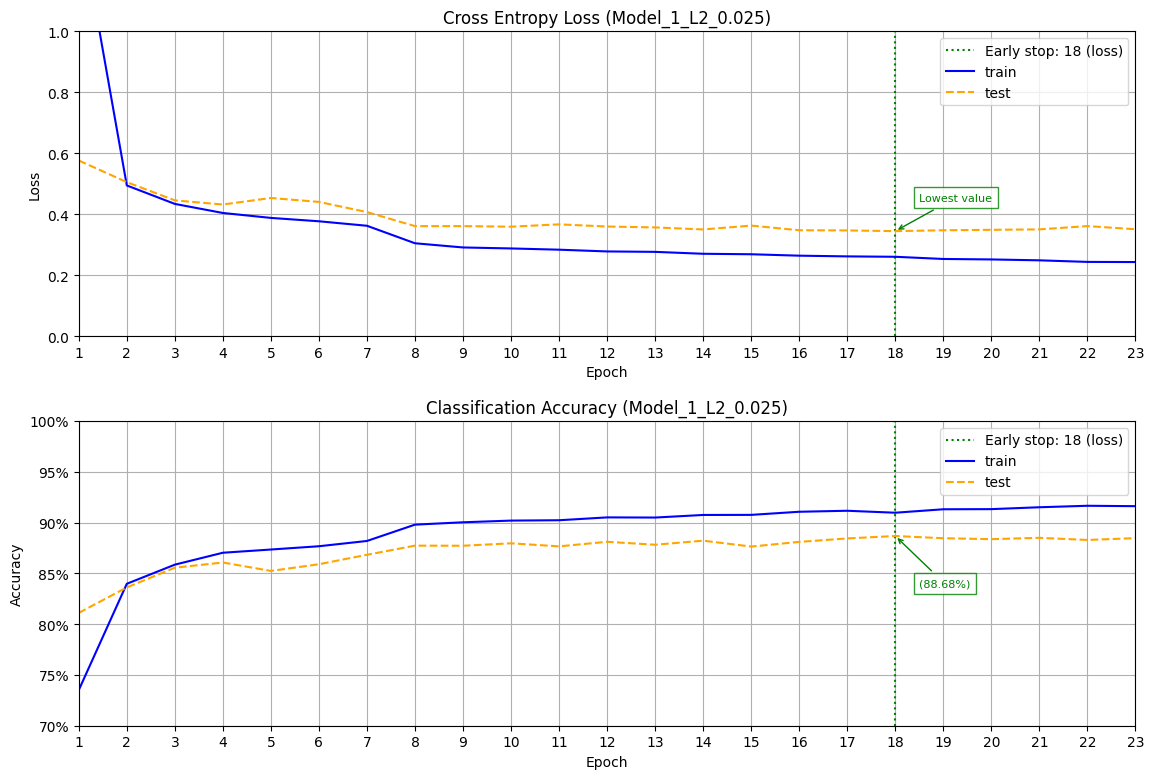 Cross Entropy Loss (Model_1_L2_0.025)
1.0
0.8
0.6
0.4
0.2
0.0
Loss
Early stop: 18 (loss)
train
test
Lowest value
1 2 3 4 5 6 7 8 9 10 11 12 13 14 15 16 17 18 19 20 21 22 23
Epoch
Classification Accuracy (Model_1_L2_0.025)
100%
95%
90%
85%
80%
75%
70%
Accuracy
Early stop: 18 (loss)
train
test
(88.68%)
1 2 3 4 5 6 7 8 9 10 11 12 13 14 15 16 17 18 19 20 21 22 23
Epoch